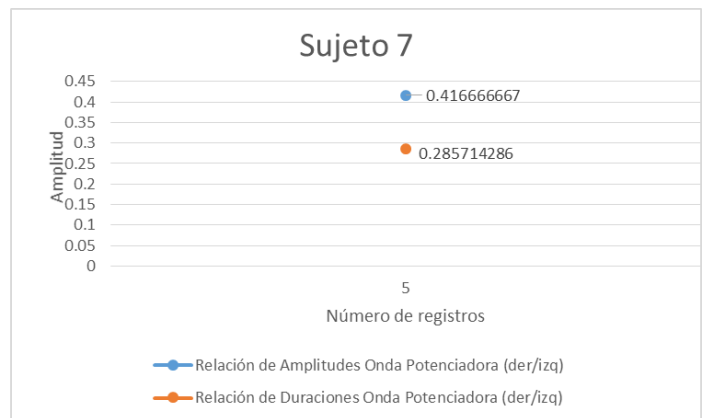 Sujeto 7
0.45
0.4
0.35
0.3
0.25
0.2
0.15
0.1
0.05
0
Amplitud
0.416666667
0.285714286
5
Número de registros
Relación de Amplitudes Onda Potenciadora (der/izq)
Relación de Duraciones Onda Potenciadora (der/izq)